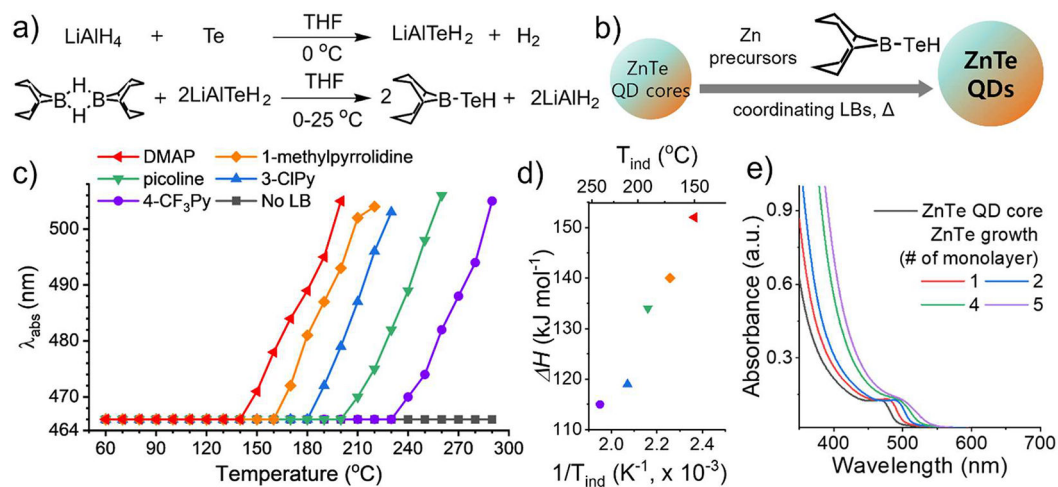 a)
LiAlH4 + Te THF 0 °C LiAlTeH2 + H2
H B B H + 2LiAlTeH2 THF 0-25 °C 2 B-TeH + 2LiAlH2
b)
ZnTe QD cores
Zn precursors
B-TeH
coordinating LBs, Δ
ZnTe QDs
c)
DMAP 1-methylpyrrolidine
picoline 3-ClPy
4-CF3Py No LB
λabs (nm)
500
490
480
470
464
60 90 120 150 180 210 240 270 300
Temperature (°C)
d)
Tind (°C)
240 210 180 150
ΔH (kJ mol-1)
150
140
130
120
110
2.0 2.2 2.4
1/Tind (K-1, x 10-3)
e)
Absorbance (a.u.)
0.9
0.6
0.3
ZnTe QD core
ZnTe growth
(# of monolayer)
1 2
4 5
400 500 600 700
Wavelength (nm)